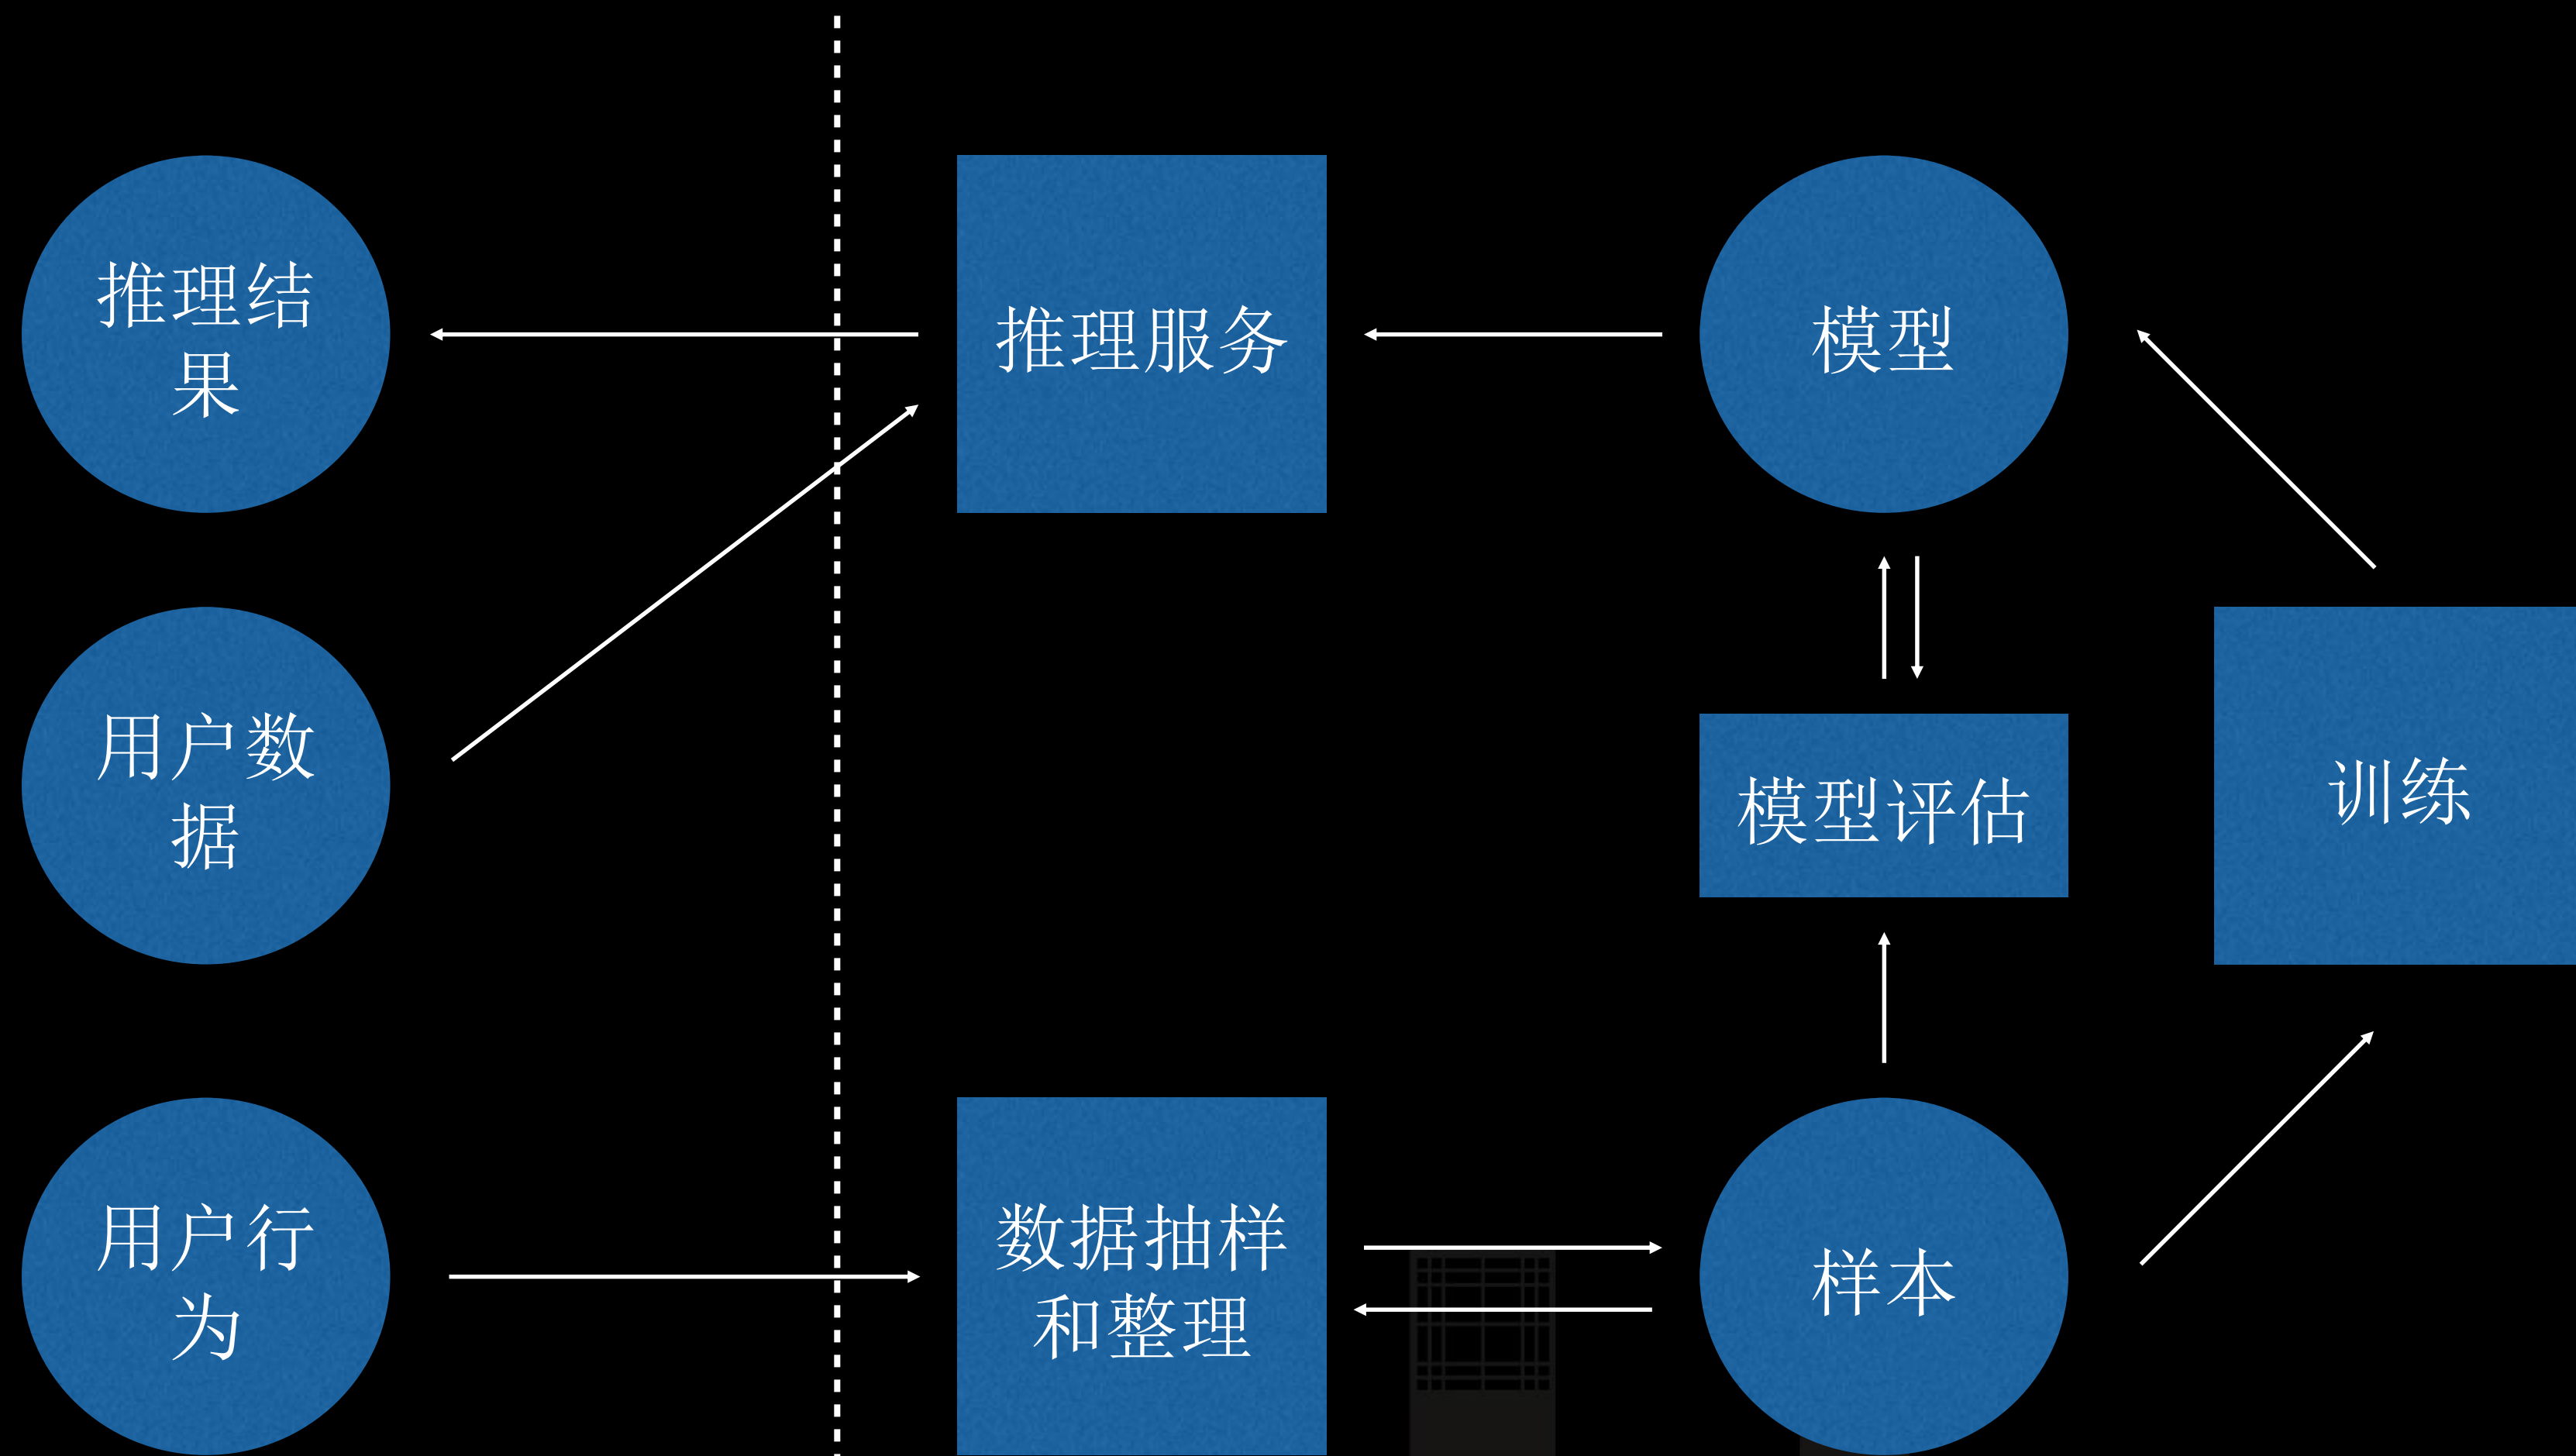 推理结
果
推理服务
模型
用户数
据
模型评估
训练
用户行
为
数据抽样
和整理
样本